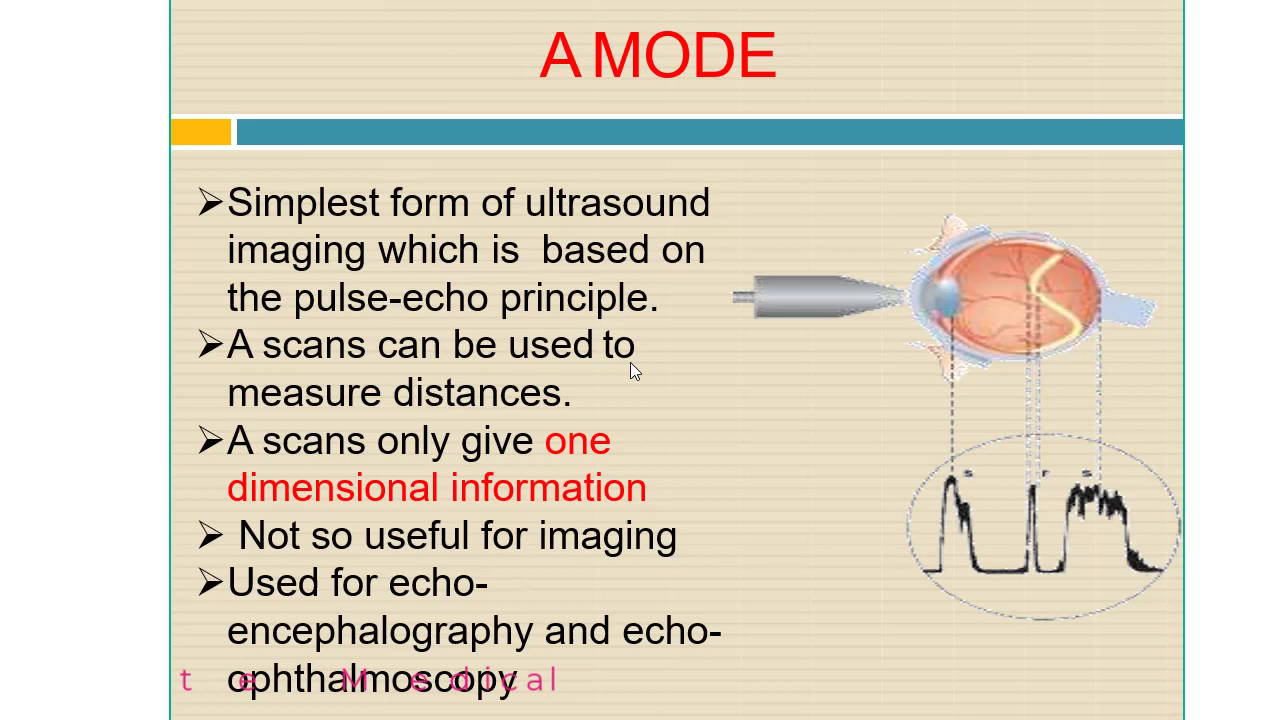 A MODE
➢Simplest form of ultrasound
imaging which is based on
the pulse-echo principle.
➢A scans can be used to
measure distances.
➢A scans only give one
dimensional information
➢ Not so useful for imaging
➢Used for echo-
encephalography and echo-
ophthalmoscopy
t e Medical